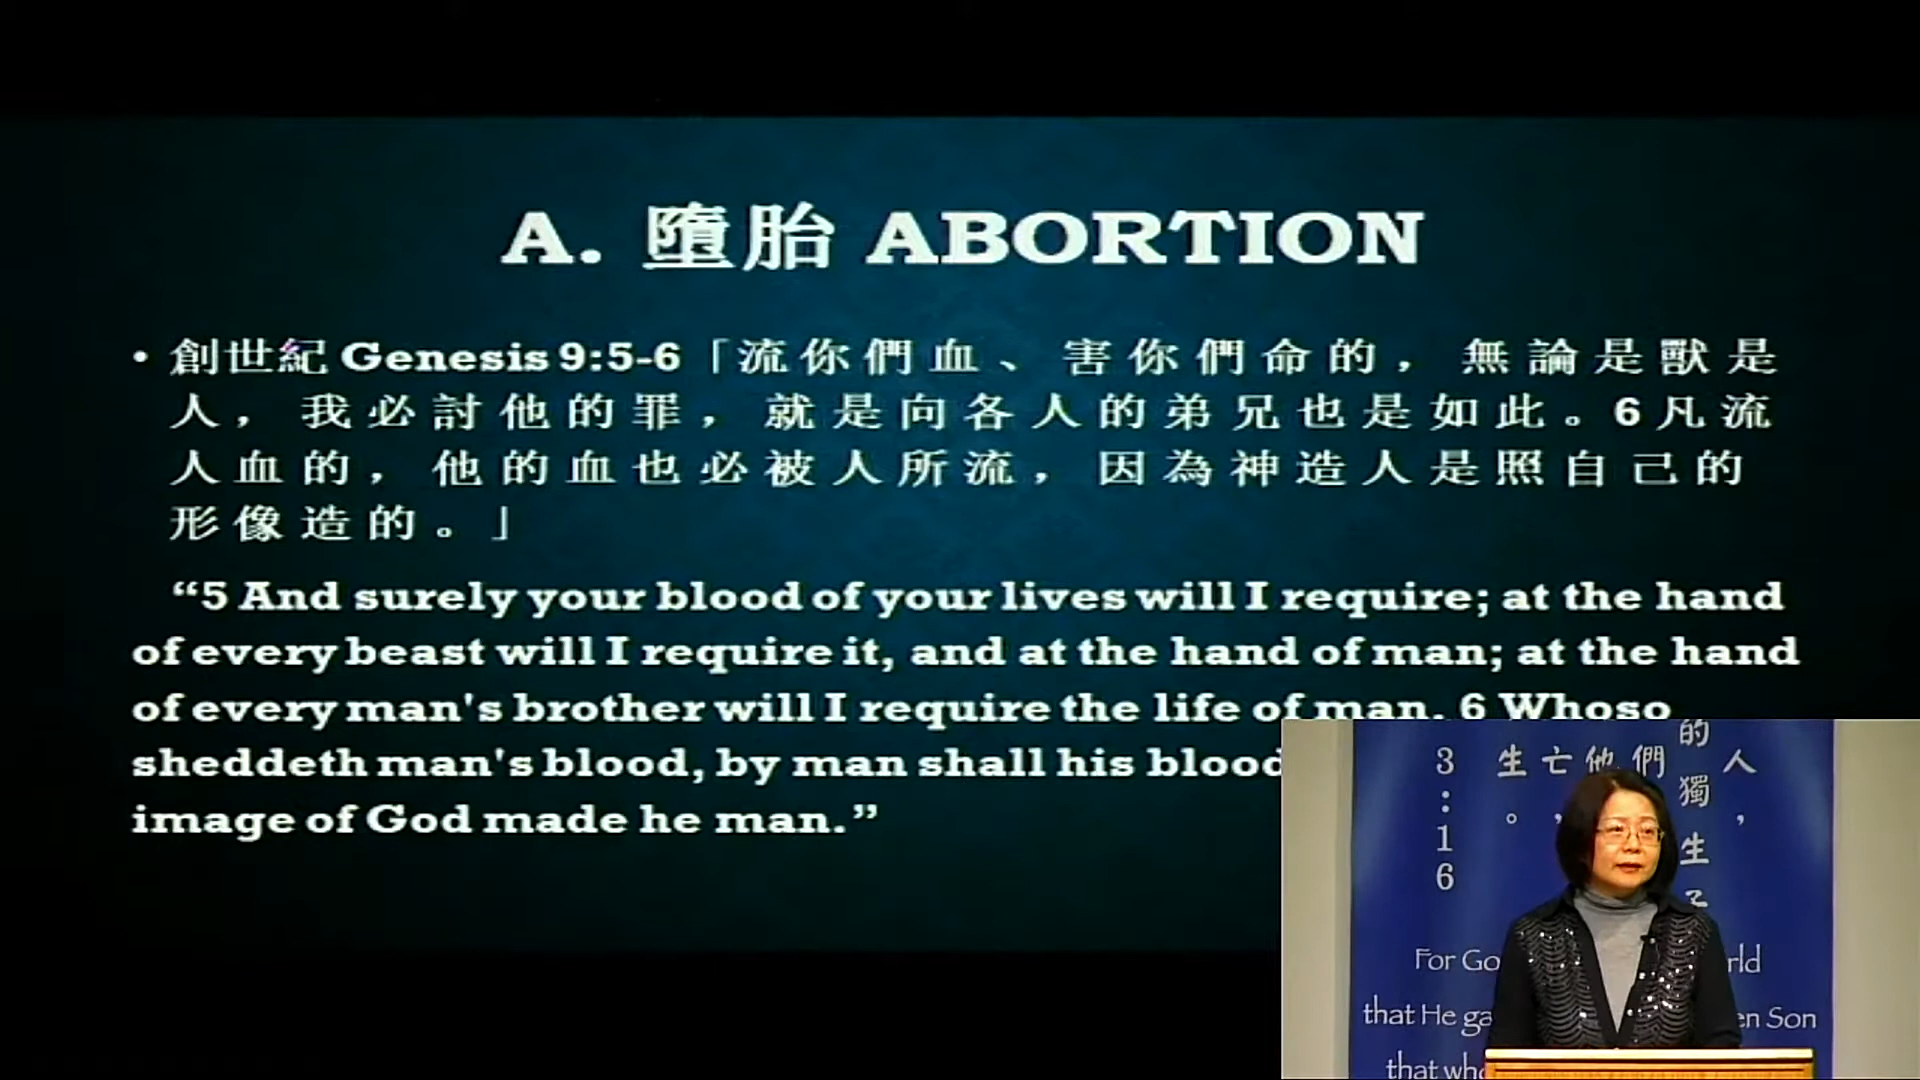 A. 墮胎 ABORTION
• 創世紀 Genesis 9:5-6「流你們血、害你們命的，無論是獸是
人，我必討他的罪，就是向各人的弟兄也是如此。6 凡流
人血的，他的血也必被人所流，因為神造人是照自己的
形像造的。」
“5 And surely your blood of your lives will I require; at the hand
of every beast will I require it, and at the hand of man; at the hand
of every man's brother will I require the life of man. 6 Whoso
sheddeth man's blood, by man shall his blood
image of God made he man.”
的獨生
人，
他們
亡，
生。
3:16
For Go
that He ga en Son